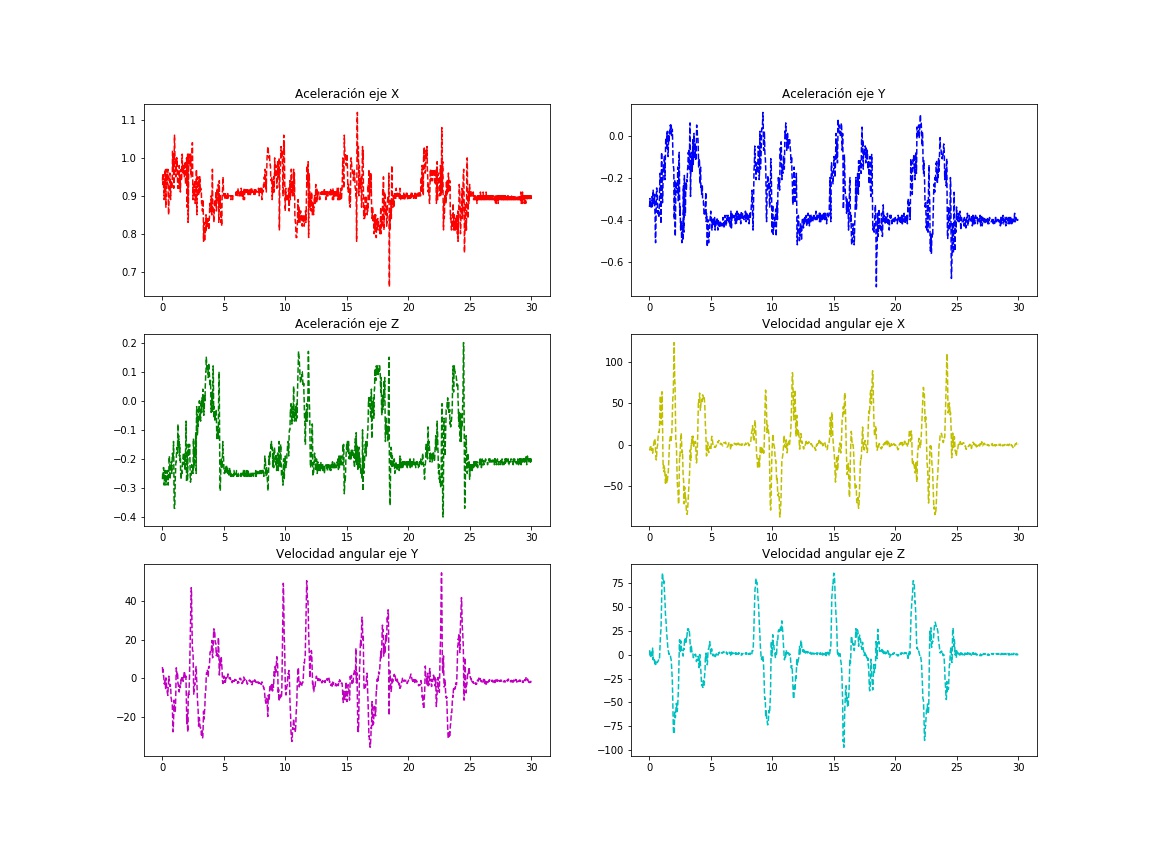 Aceleración eje X
1.1
1.0
0.9
0.8
0.7
0 5 10 15 20 25 30
Aceleración eje Y
0.0
−0.2
−0.4
−0.6
0 5 10 15 20 25 30
Aceleración eje Z
0.2
0.1
0.0
−0.1
−0.2
−0.3
−0.4
0 5 10 15 20 25 30
Velocidad angular eje X
100
50
0
−50
0 5 10 15 20 25 30
Velocidad angular eje Y
40
20
0
−20
0 5 10 15 20 25 30
Velocidad angular eje Z
75
50
25
0
−25
−50
−75
−100
0 5 10 15 20 25 30